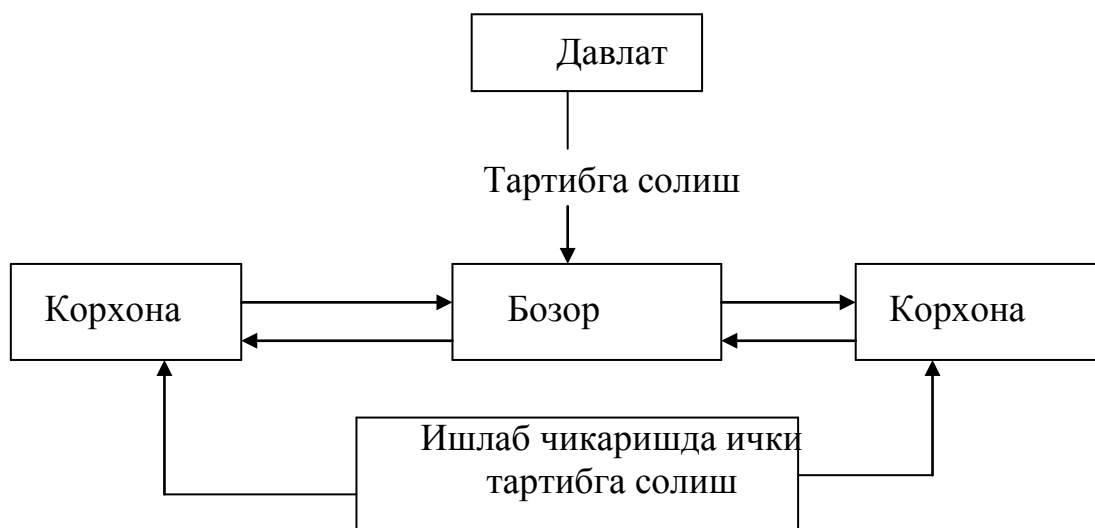 Давлат
Тартибга солиш
Корхона
Бозор
Корхона
Ишлаб чикаришда ички
тартибга солиш